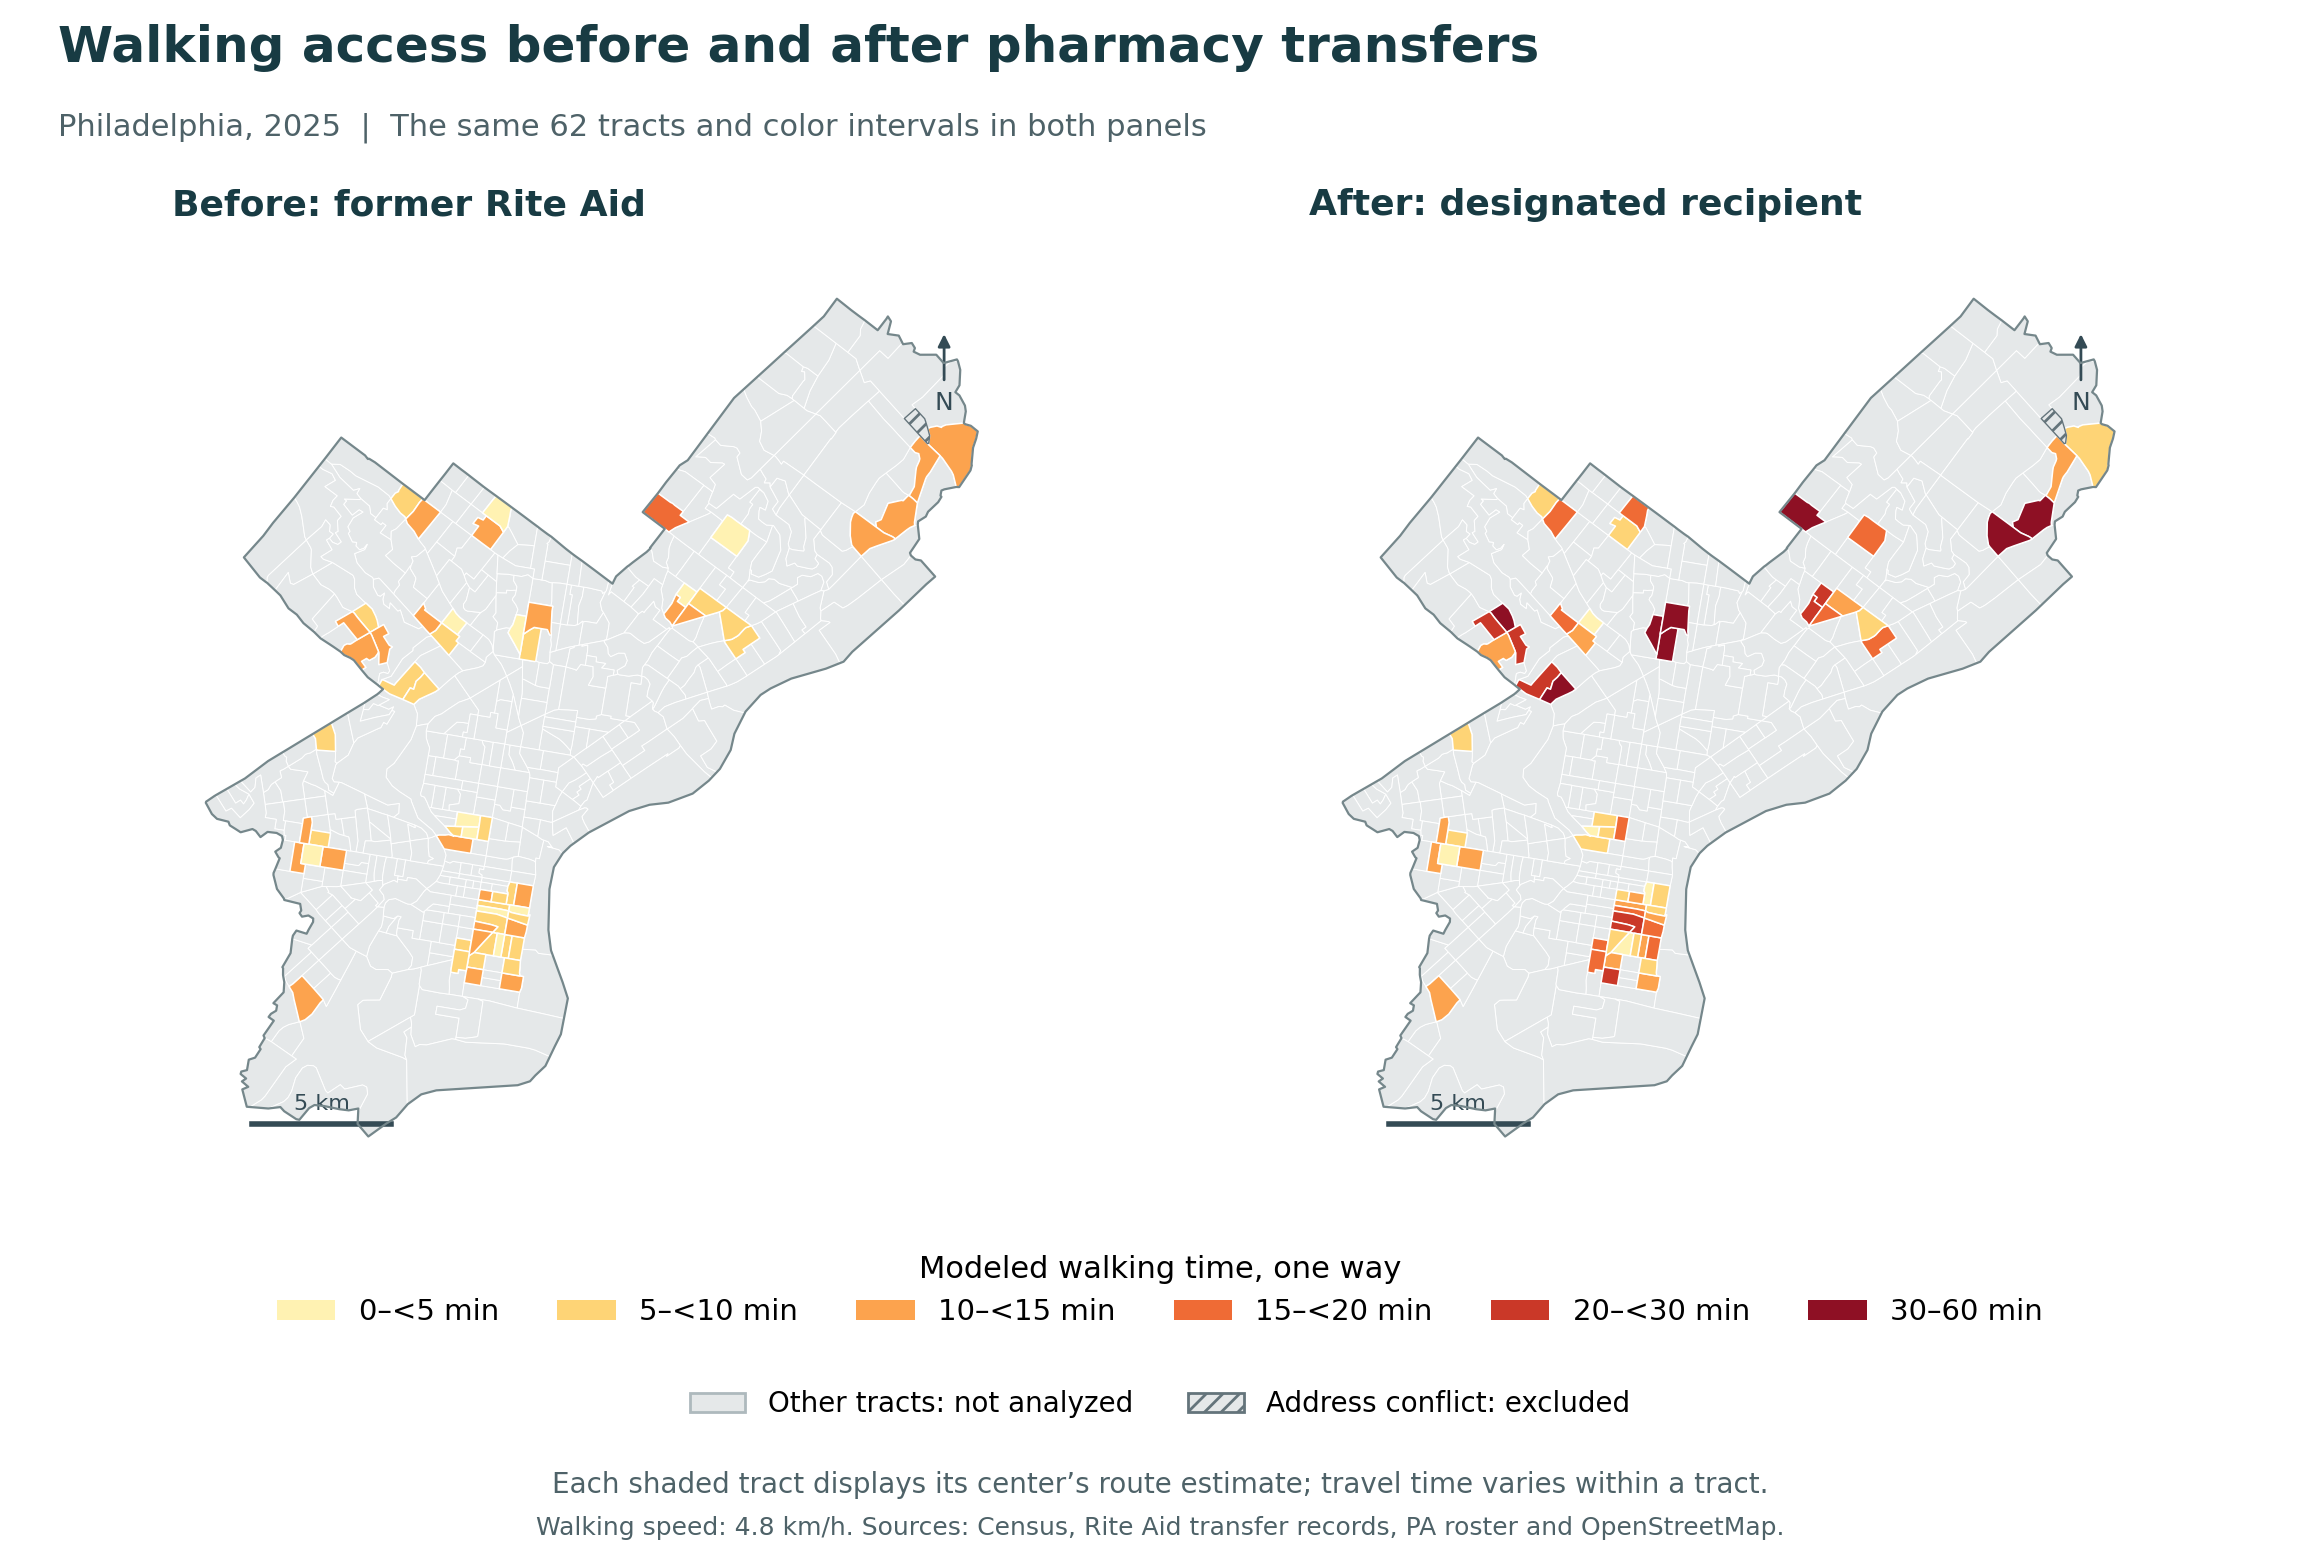 Walking access before and after pharmacy transfers
Philadelphia, 2025 | The same 62 tracts and color intervals in both panels
Before: former Rite Aid
After: designated recipient
N
N
5 km
5 km
Modeled walking time, one way
0–<5 min
5–<10 min
10–<15 min
15–<20 min
20–<30 min
30–60 min
Other tracts: not analyzed
Address conflict: excluded
Each shaded tract displays its center’s route estimate; travel time varies within a tract.
Walking speed: 4.8 km/h. Sources: Census, Rite Aid transfer records, PA roster and OpenStreetMap.